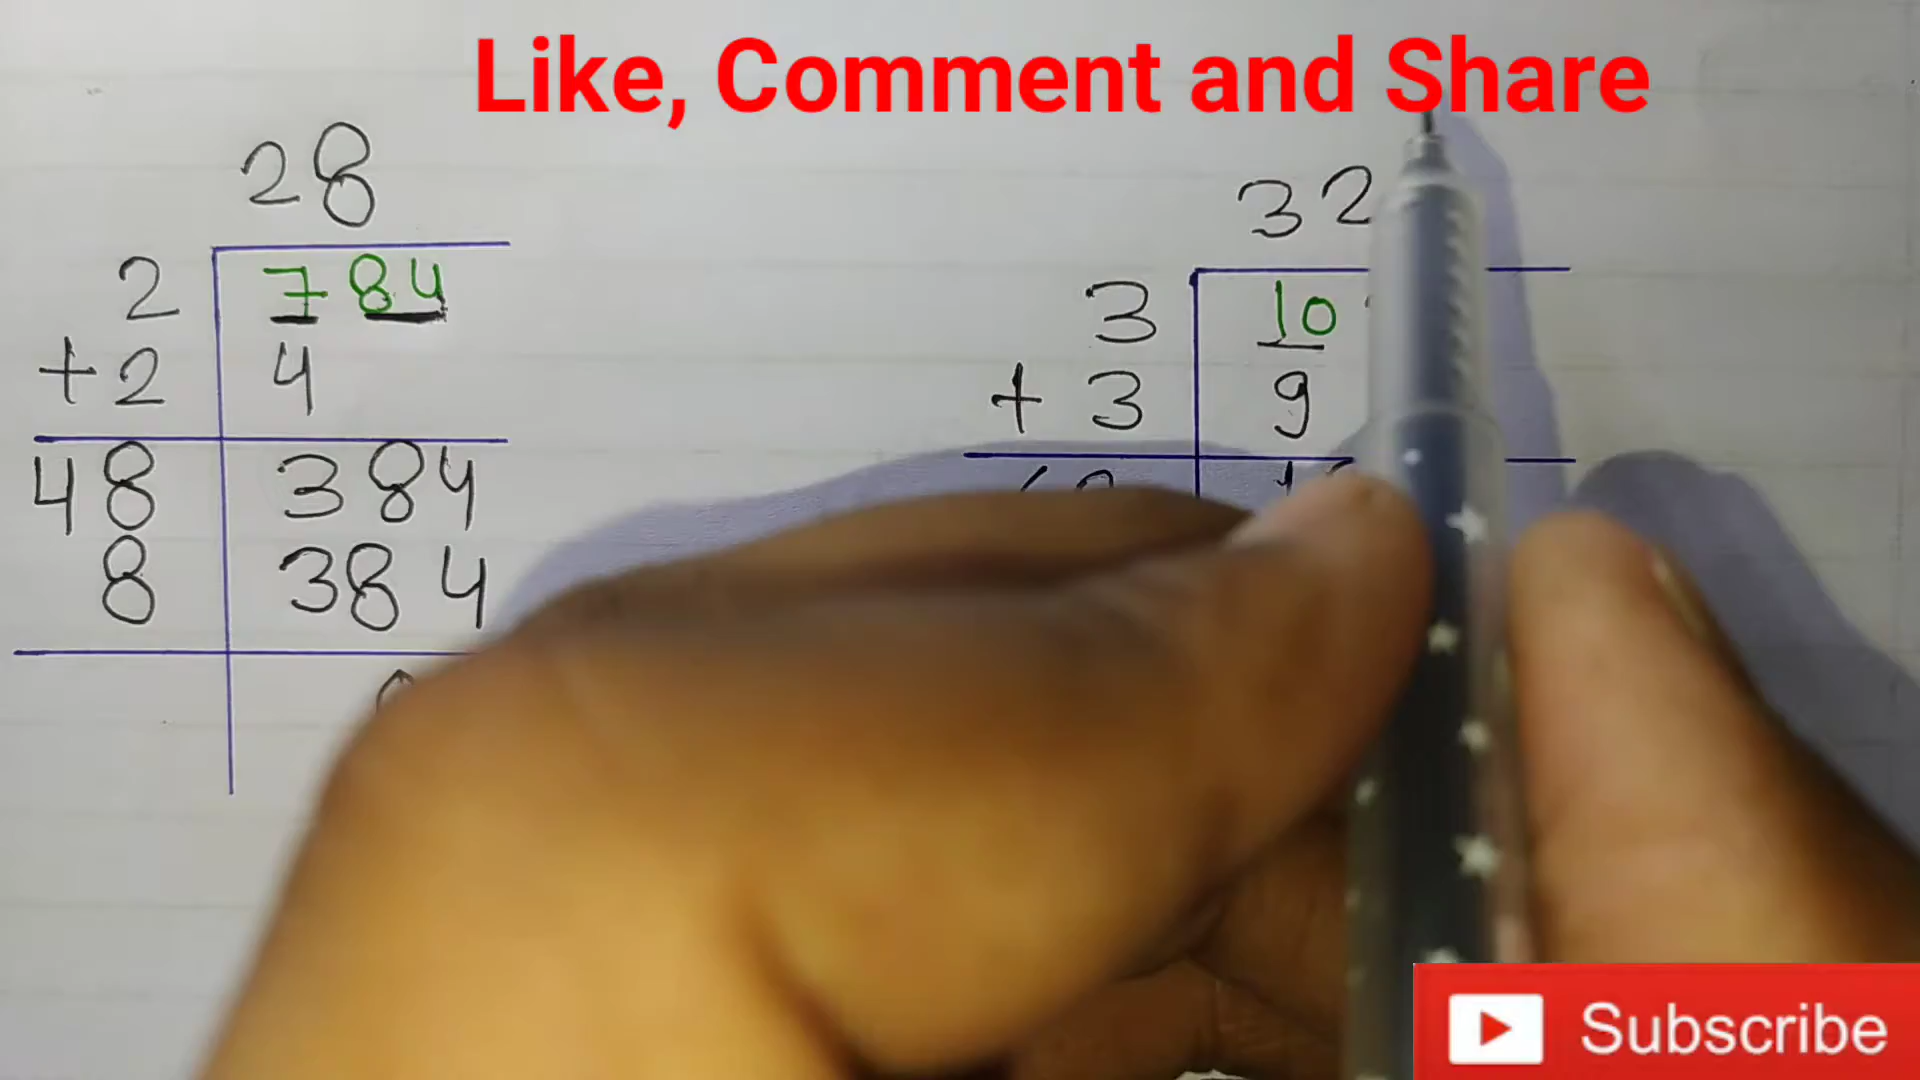 Like, Comment and Share
28
2 784
+2 4
48 384
8 384
32
3 10
+ 3 9
Subscribe